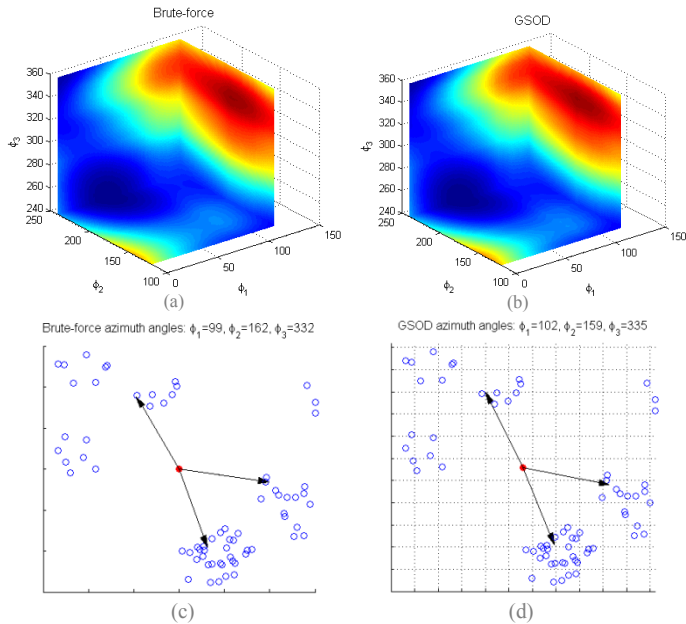 Brute-force
GSOD
360
340
320
300
280
260
240
250
200
150
100
0
50
100
150
ϕ3
ϕ2
ϕ1
360
340
320
300
280
260
240
250
200
150
100
0
50
100
150
ϕ3
ϕ2
ϕ1
(a)
(b)
Brute-force azimuth angles: ϕ1=99, ϕ2=162, ϕ3=332
GSOD azimuth angles: ϕ1=102, ϕ2=159, ϕ3=335
(c)
(d)